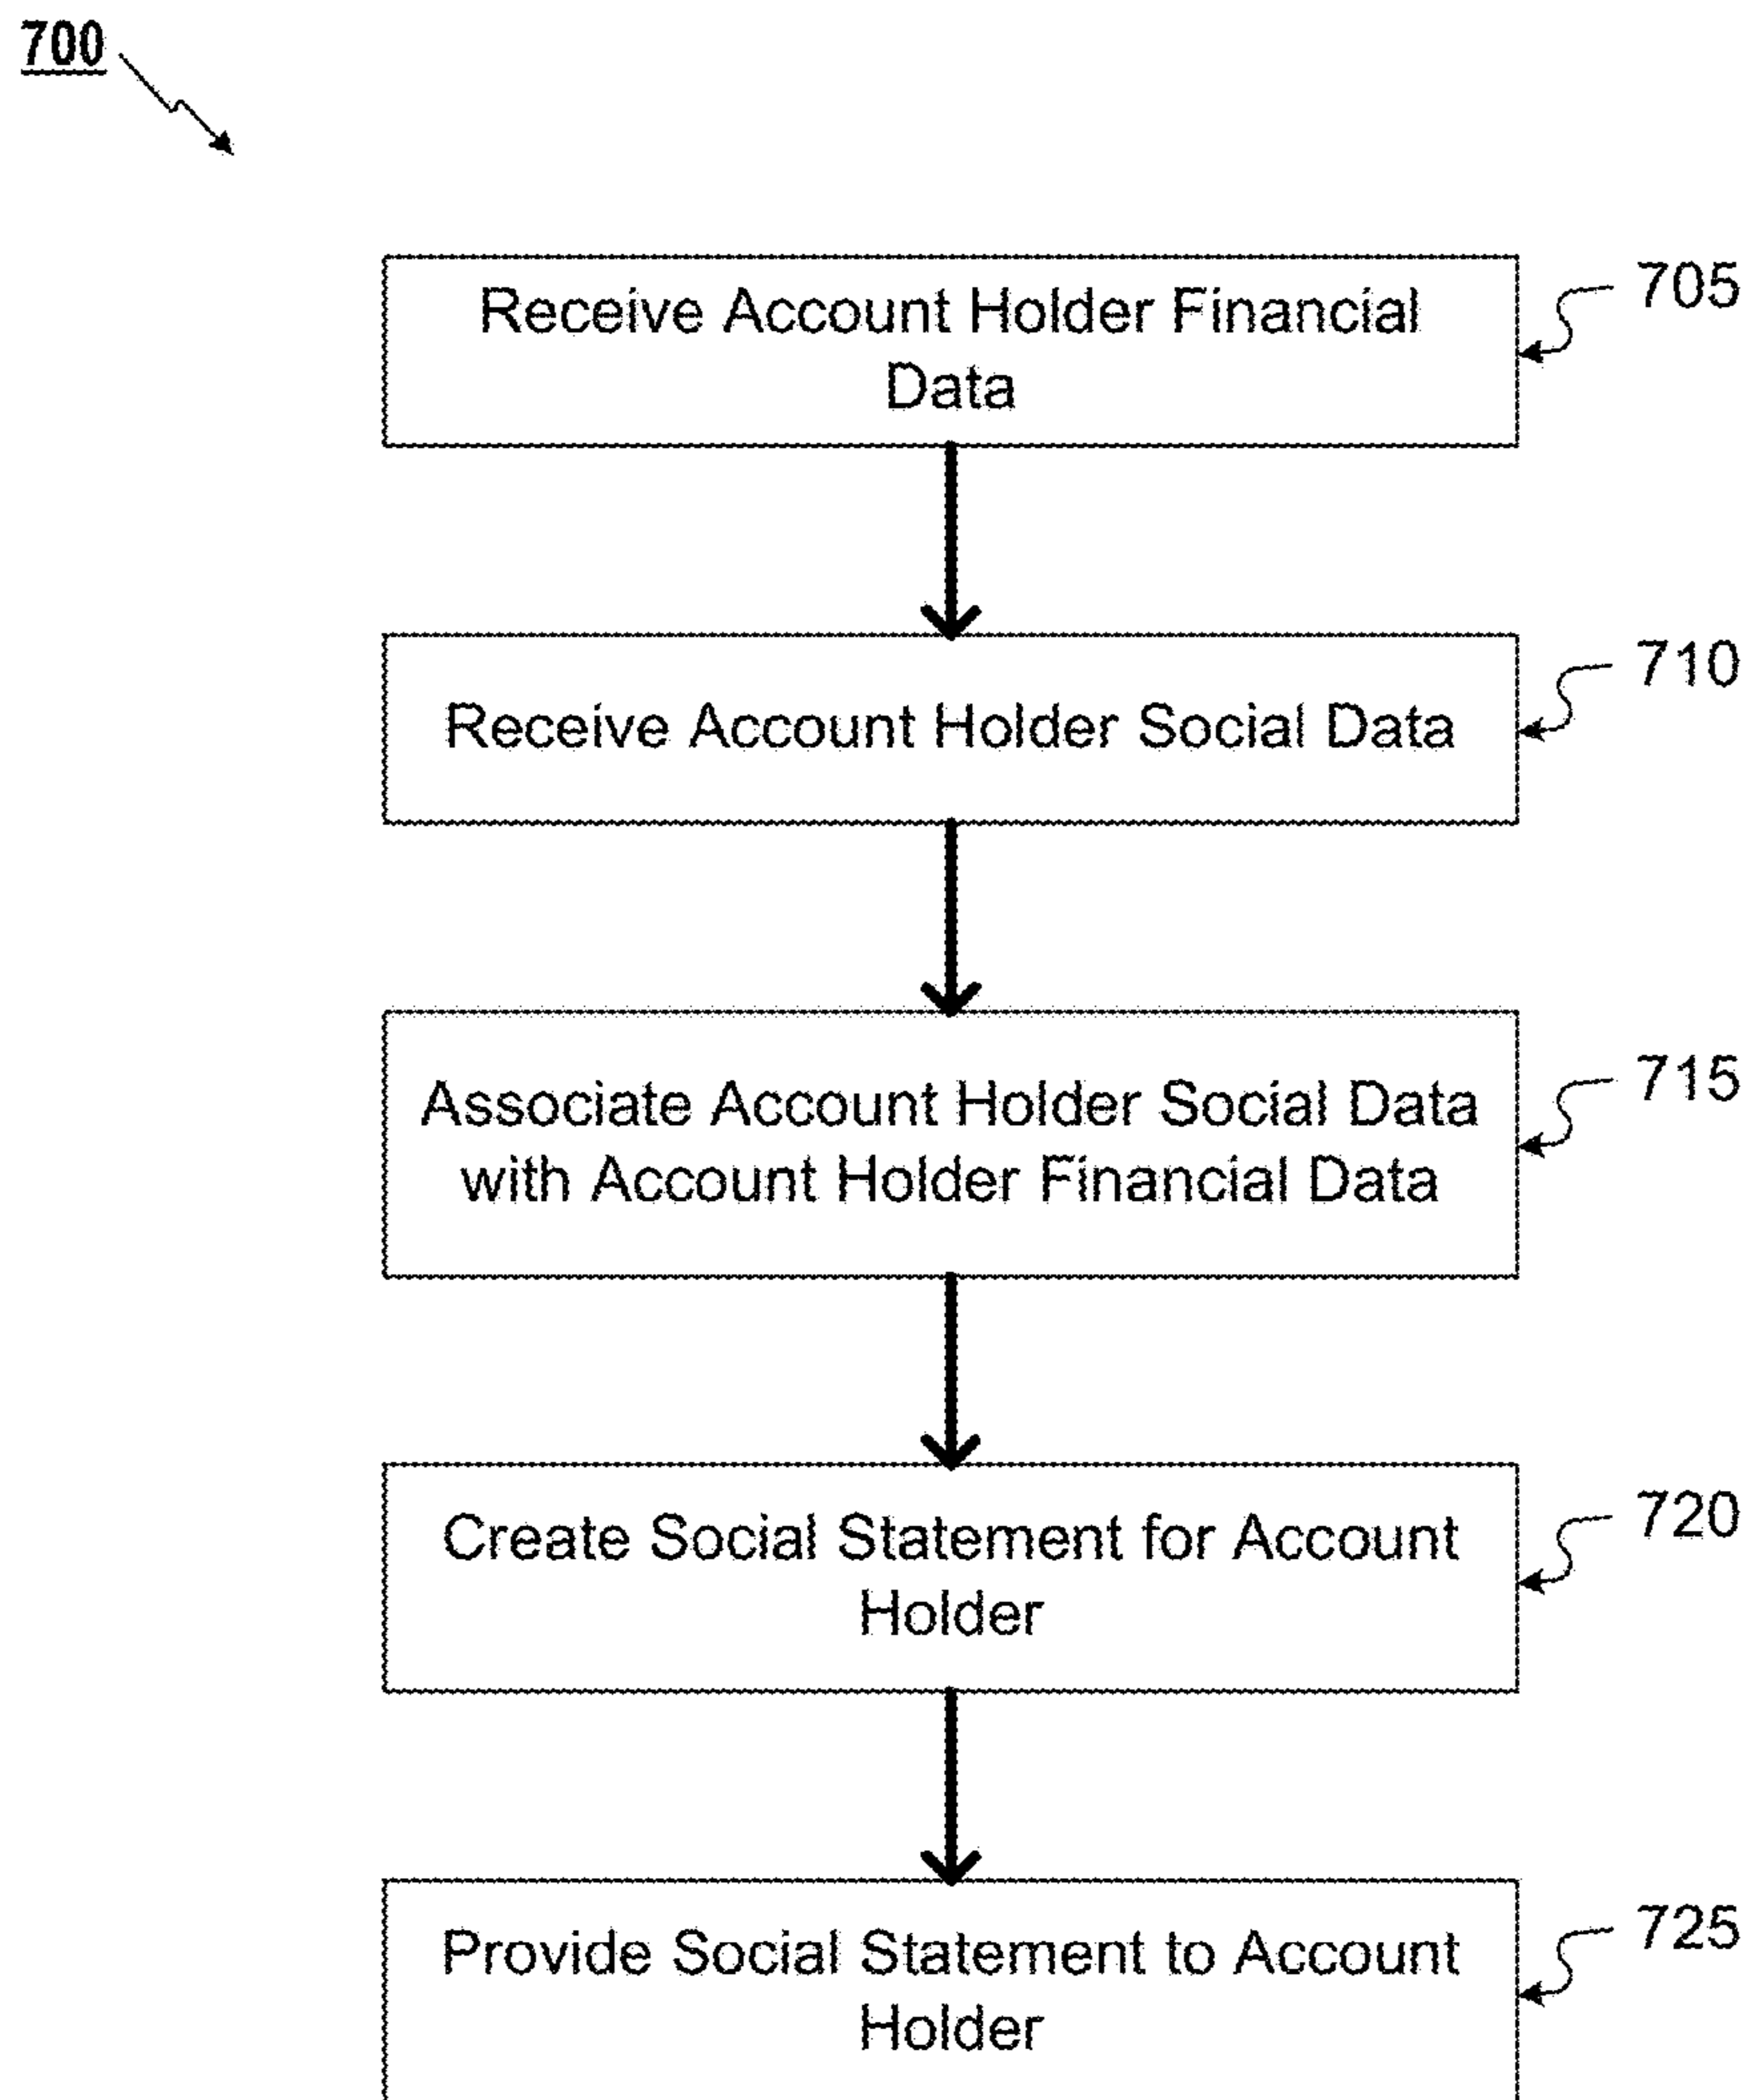 700
Receive Account Holder Financial
Data
705
Receive Account Holder Social Data
710
Associate Account Holder Social Data
with Account Holder Financial Data
715
Create Social Statement for Account
Holder
720
Provide Social Statement to Account
Holder
725